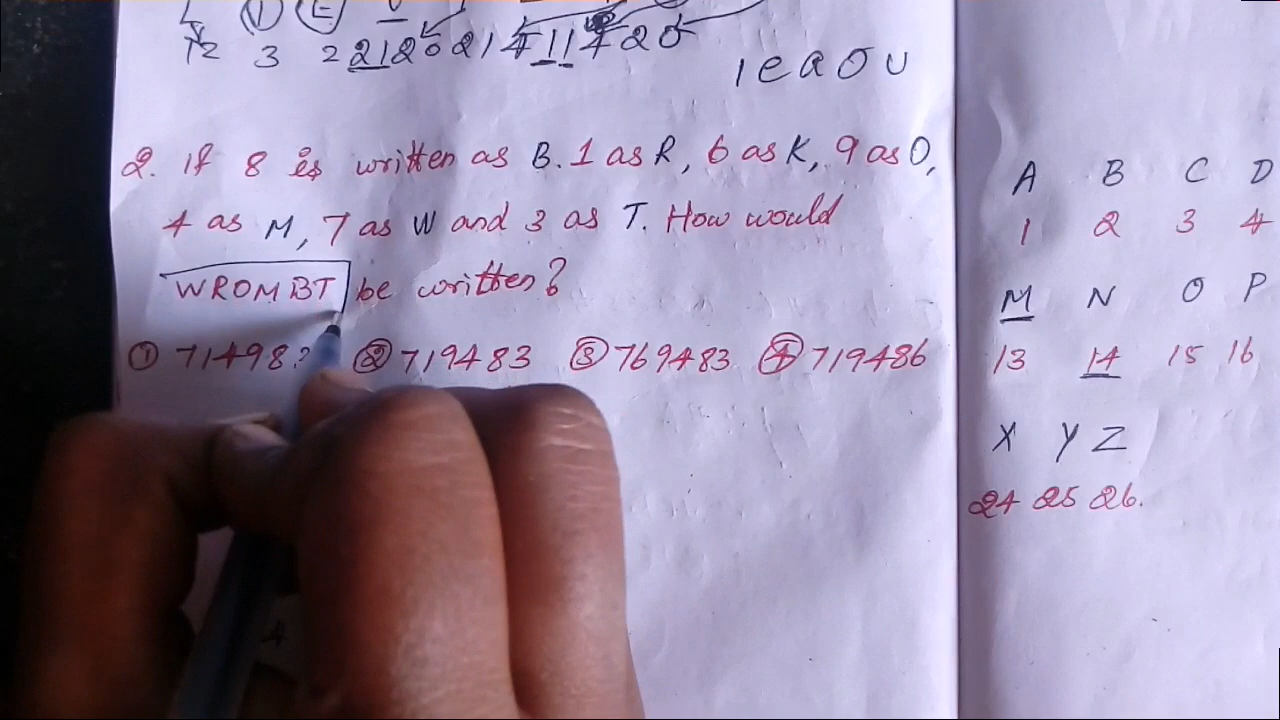 3
1 e a o u
2. If 8 is written as B. 1 as R, 6 as K, 9 as O,
4 as M, 7 as W and 3 as T. How would
WROMBT be written?
① 71498 ② 719483 ③ 769483 ④ 719486
A B C D
1 2 3 4
M N O P
13 14 15 16
X Y Z
24 25 26.